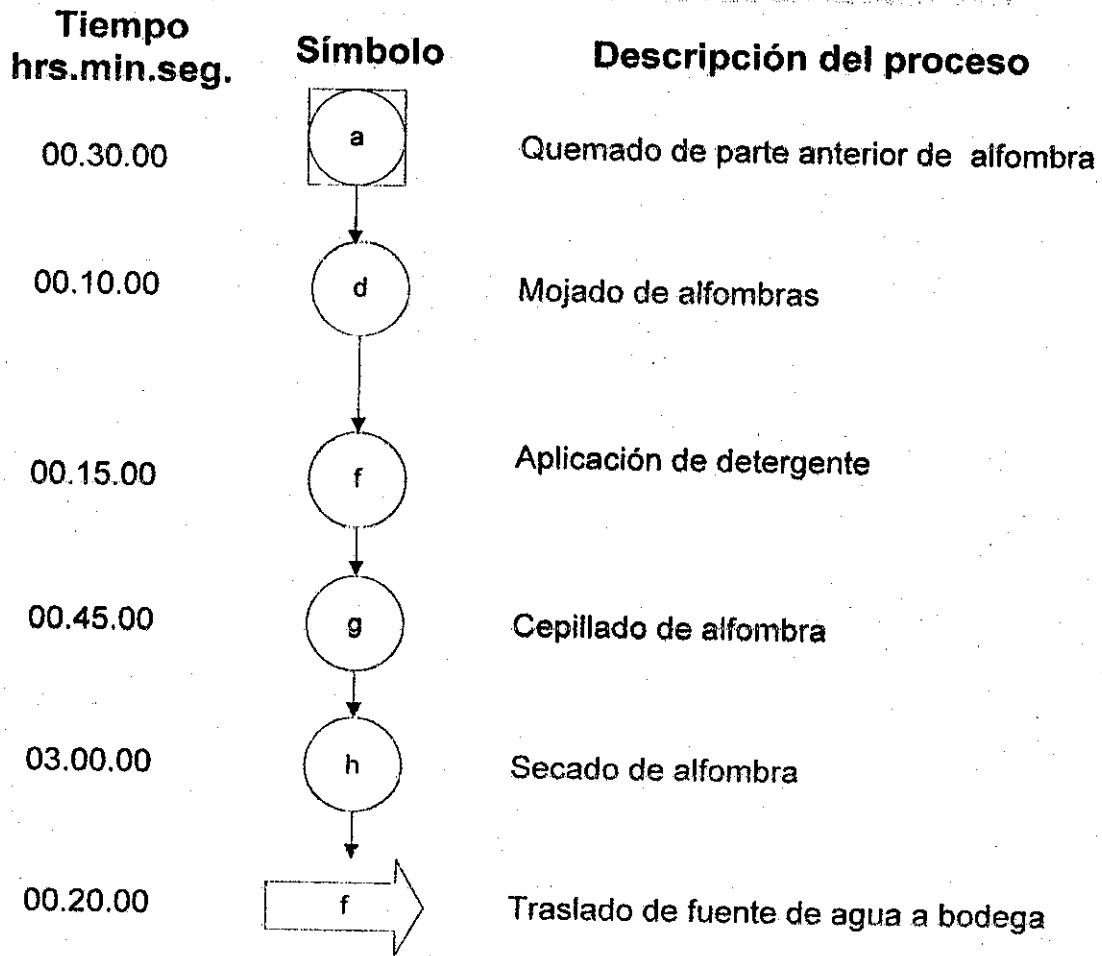 Tiempo
hrs.min.seg.
Símbolo
Descripción del proceso
00.30.00
a
Quemado de parte anterior de alfombra
00.10.00
d
Mojado de alfombras
00.15.00
f
Aplicación de detergente
00.45.00
g
Cepillado de alfombra
03.00.00
h
Secado de alfombra
00.20.00
f
Traslado de fuente de agua a bodega